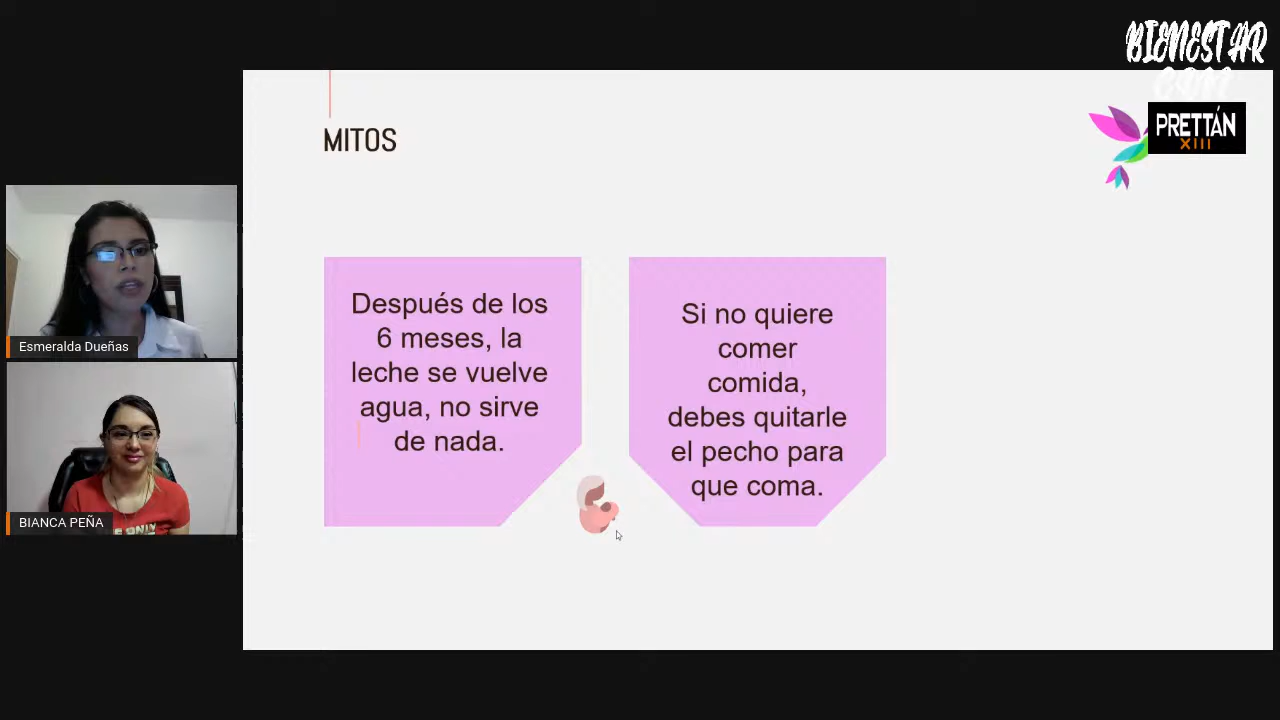 BIENESTAR
CON
PRETTÁN
XIII
MITOS
Después de los
6 meses, la
leche se vuelve
agua, no sirve
de nada.
Si no quiere
comer
comida,
debes quitarle
el pecho para
que coma.
Esmeralda Dueñas
BIANCA PEÑA